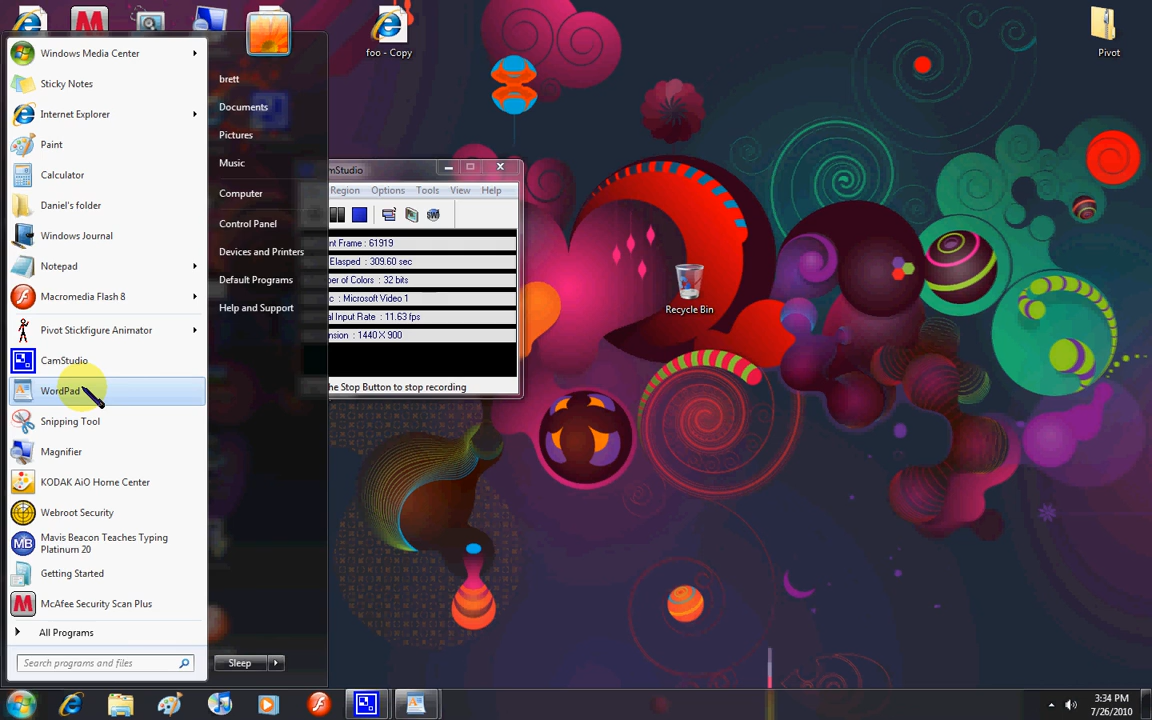 foo - Copy
Pivot
Windows Media Center
Sticky Notes
Internet Explorer
Paint
Calculator
Daniel's folder
Windows Journal
Notepad
Macromedia Flash 8
Pivot Stickfigure Animator
CamStudio
WordPad
Snipping Tool
Magnifier
KODAK AiO Home Center
Webroot Security
MB
Mavis Beacon Teaches Typing
Platinum 20
Getting Started
McAfee Security Scan Plus
All Programs
Search programs and files
brett
Documents
Pictures
Music
Computer
Control Panel
Devices and Printers
Default Programs
Help and Support
Sleep
mStudio
Region Options Tools View Help
nt Frame : 61919
Elasped : 309.60 sec
er of Colors : 32 bits
c : Microsoft Video 1
al Input Rate : 11.63 fps
nsion : 1440 X 900
he Stop Button to stop recording
Recycle Bin
3:34 PM
7/26/2010